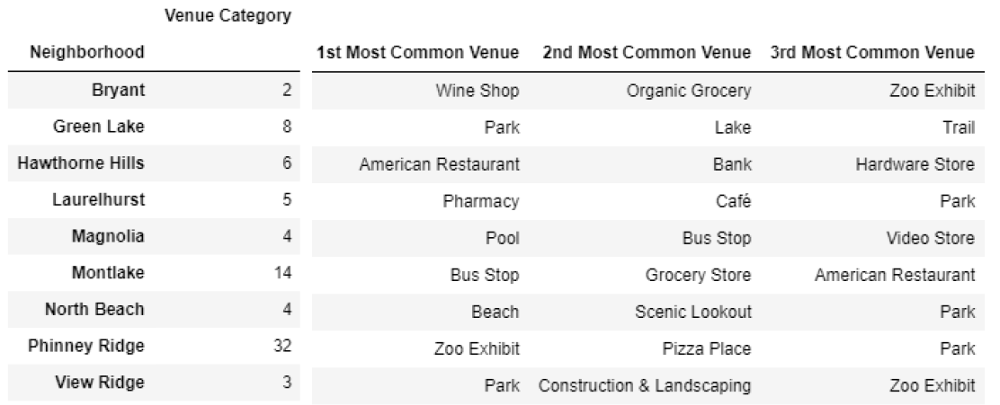 Venue Category
Neighborhood 1st Most Common Venue 2nd Most Common Venue 3rd Most Common Venue
Bryant 2 Wine Shop Organic Grocery Zoo Exhibit
Green Lake 8 Park Lake Trail
Hawthorne Hills 6 American Restaurant Bank Hardware Store
Laurelhurst 5 Pharmacy Café Park
Magnolia 4 Pool Bus Stop Video Store
Montlake 14 Bus Stop Grocery Store American Restaurant
North Beach 4 Beach Scenic Lookout Park
Phinney Ridge 32 Zoo Exhibit Pizza Place Park
View Ridge 3 Park Construction & Landscaping Zoo Exhibit